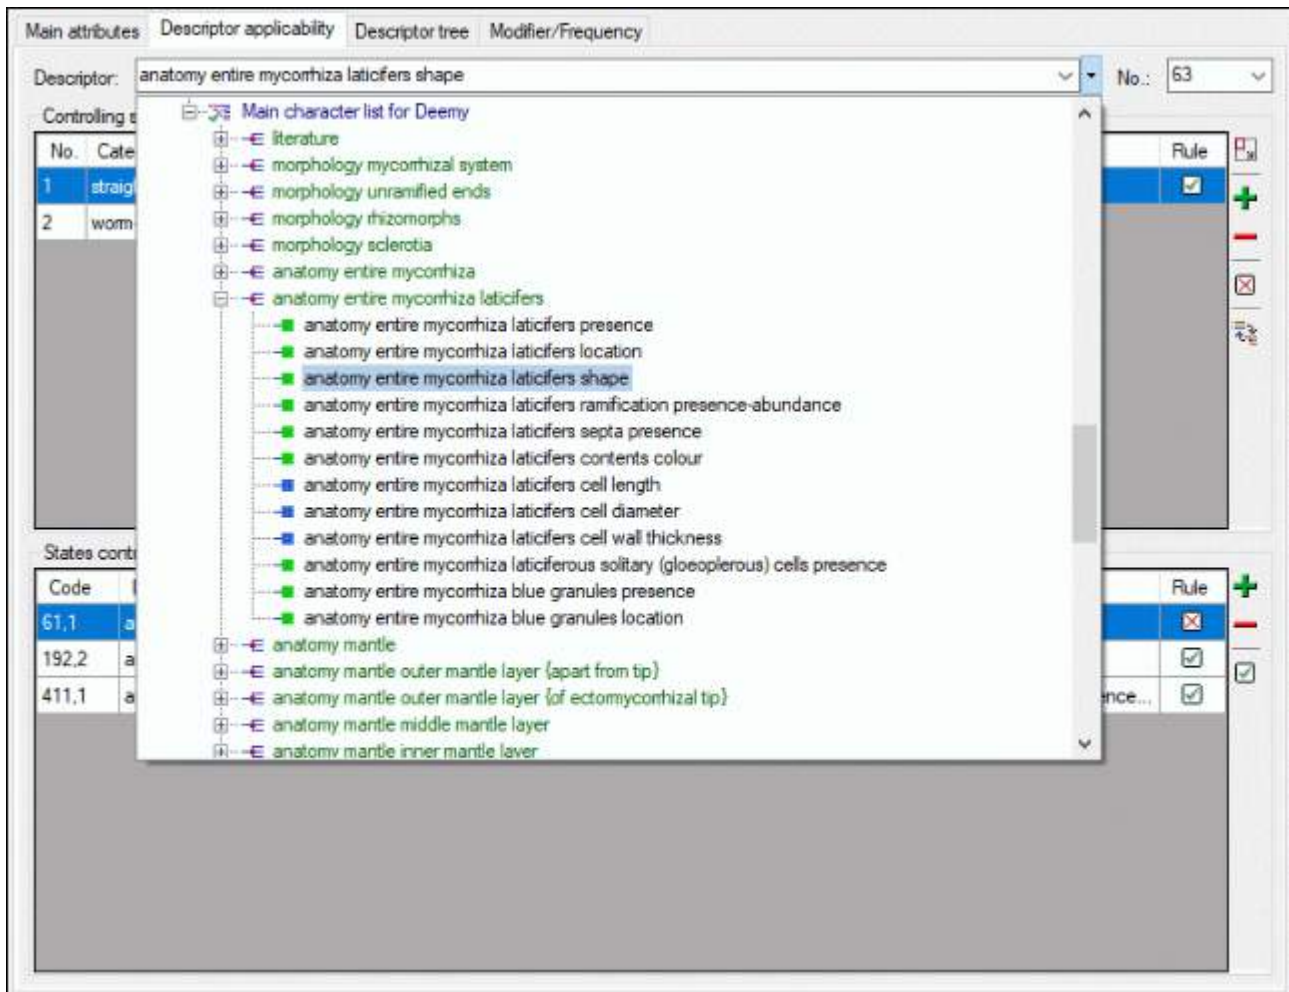 Main attributes Descriptor applicability Descriptor tree Modifier/Frequency
Descriptor: anatomy entire mycorrhiza laticifers shape No.: 63
Controlling s
Main character list for Deemy
No. Cate Rule
literature
morphology mycorrhizal system
1 straigl
morphology unramified ends
2 worm-
morphology rhizomorphs
morphology sclerotia
anatomy entire mycorrhiza
anatomy entire mycorrhiza laticifers
anatomy entire mycorrhiza laticifers presence
anatomy entire mycorrhiza laticifers location
anatomy entire mycorrhiza laticifers shape
anatomy entire mycorrhiza laticifers ramification presence-abundance
anatomy entire mycorrhiza laticifers septa presence
anatomy entire mycorrhiza laticifers contents colour
anatomy entire mycorrhiza laticifers cell length
anatomy entire mycorrhiza laticifers cell diameter
anatomy entire mycorrhiza laticifers cell wall thickness
States contr
anatomy entire mycorrhiza laticiferous solitary (gloeoplerous) cells presence
Code Rule
anatomy entire mycorrhiza blue granules presence
61,1 a
anatomy entire mycorrhiza blue granules location
anatomy mantle
192,2 a
anatomy mantle outer mantle layer {apart from tip}
411,1 a ence...
anatomy mantle outer mantle layer {of ectomycorrhizal tip}
anatomy mantle middle mantle layer
anatomy mantle inner mantle layer